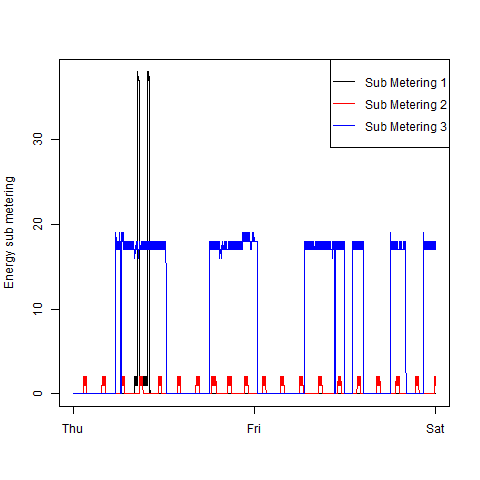 Sub Metering 1
Sub Metering 2
Sub Metering 3
Energy sub metering
30
20
10
0
Thu
Fri
Sat